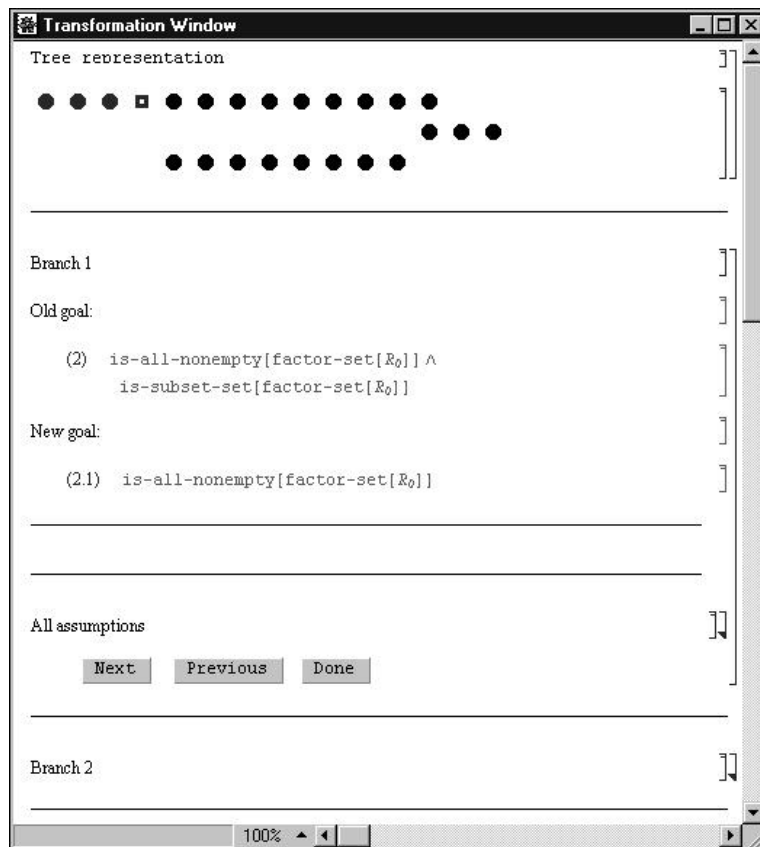 Transformation Window
Tree representation
Branch 1
Old goal:
(2) is-all-nonempty[factor-set[R₀]] ∧
is-subset-set[factor-set[R₀]]
New goal:
(2.1) is-all-nonempty[factor-set[R₀]]
All assumptions
Next Previous Done
Branch 2
100%